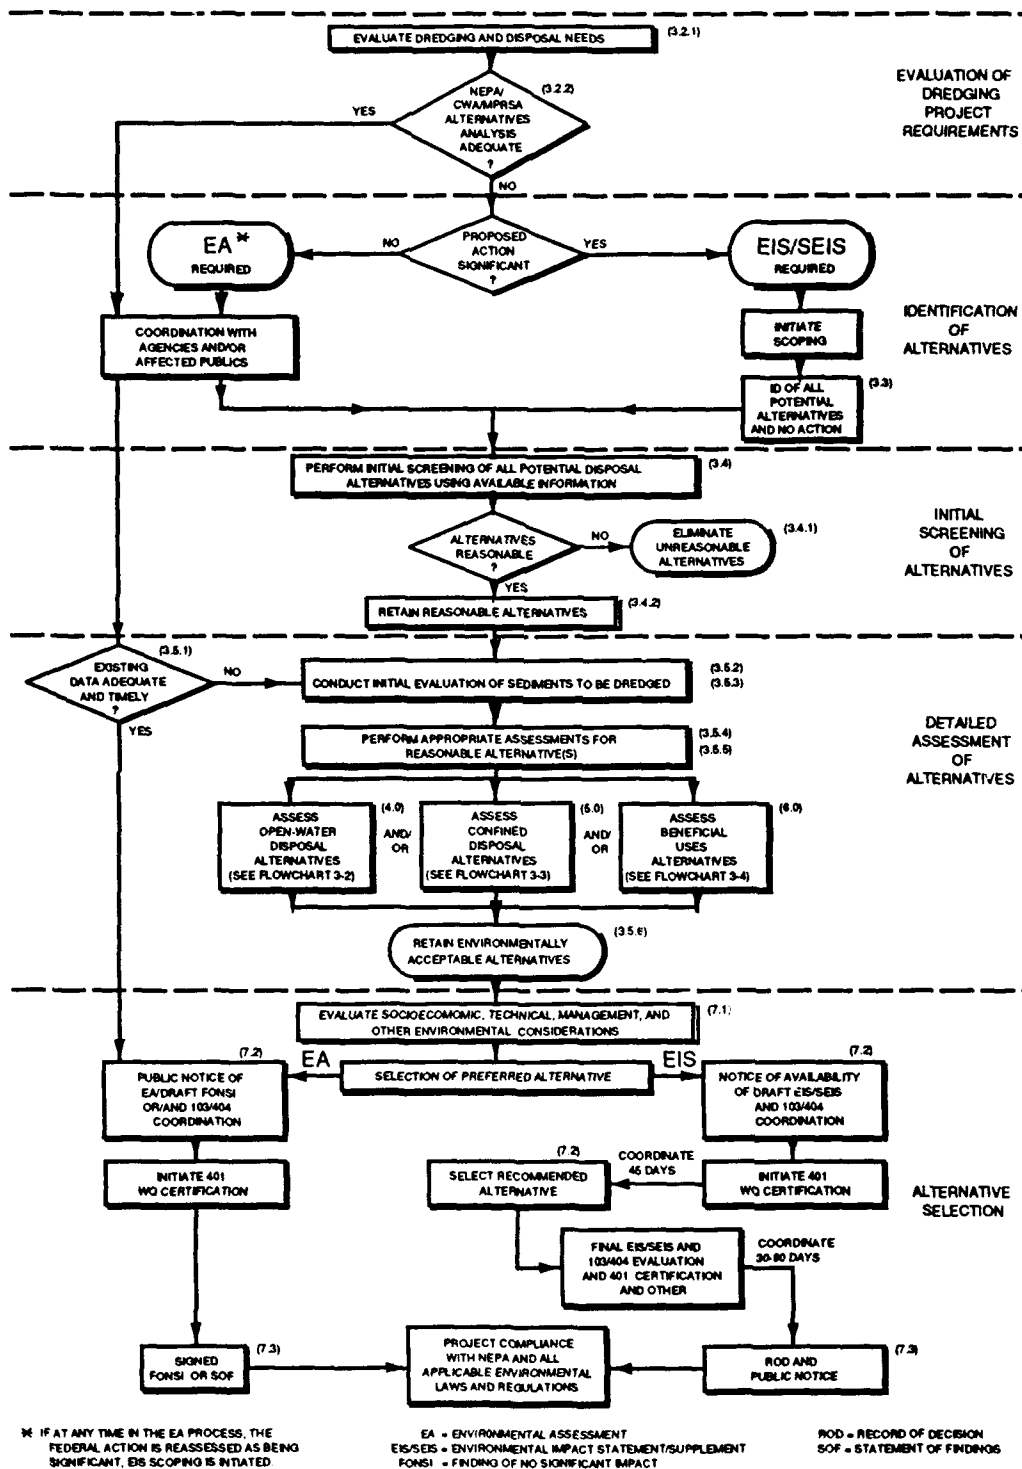 EVALUATE DREDGING AND DISPOSAL NEEDS
(3.2.1)
NEPA/
CWA/MPRSA
ALTERNATIVES
ANALYSIS
ADEQUATE
?
(3.2.2)
YES
NO
EVALUATION OF
DREDGING
PROJECT
REQUIREMENTS
EA*
REQUIRED
NO
PROPOSED
ACTION
SIGNIFICANT
?
YES
EIS/SEIS
REQUIRED
COORDINATION WITH
AGENCIES AND/OR
AFFECTED PUBLICS
INITIATE
SCOPING
ID OF ALL
POTENTIAL
ALTERNATIVES
AND NO ACTION
(3.3)
IDENTIFICATION
OF
ALTERNATIVES
PERFORM INITIAL SCREENING OF ALL POTENTIAL DISPOSAL
ALTERNATIVES USING AVAILABLE INFORMATION
(3.4)
ALTERNATIVES
REASONABLE
?
NO
ELIMINATE
UNREASONABLE
ALTERNATIVES
(3.4.1)
YES
RETAIN REASONABLE ALTERNATIVES
(3.4.2)
INITIAL
SCREENING
OF
ALTERNATIVES
EXISTING
DATA ADEQUATE
AND TIMELY
?
(3.5.1)
NO
YES
CONDUCT INITIAL EVALUATION OF SEDIMENTS TO BE DREDGED
(3.5.2)
(3.5.3)
PERFORM APPROPRIATE ASSESSMENTS FOR
REASONABLE ALTERNATIVE(S)
(3.5.4)
(3.5.5)
DETAILED
ASSESSMENT
OF
ALTERNATIVES
ASSESS
OPEN-WATER
DISPOSAL
ALTERNATIVES
(SEE FLOWCHART 3-2)
(4.0)
AND/
OR
ASSESS
CONFINED
DISPOSAL
ALTERNATIVES
(SEE FLOWCHART 3-3)
(5.0)
AND/
OR
ASSESS
BENEFICIAL
USES
ALTERNATIVES
(SEE FLOWCHART 3-4)
(6.0)
RETAIN ENVIRONMENTALLY
ACCEPTABLE ALTERNATIVES
(3.5.6)
EVALUATE SOCIOECOMOMIC, TECHNICAL, MANAGEMENT, AND
OTHER ENVIRONMENTAL CONSIDERATIONS
(7.1)
EA
SELECTION OF PREFERRED ALTERNATIVE
EIS
(7.2)
PUBLIC NOTICE OF
EA/DRAFT FONSI
OR/AND 103/404
COORDINATION
(7.2)
NOTICE OF AVAILABILITY
OF DRAFT EIS/SEIS
AND 103/404
COORDINATION
INITIATE 401
WQ CERTIFICATION
(7.2)
SELECT RECOMMENDED
ALTERNATIVE
COORDINATE
45 DAYS
INITIATE 401
WQ CERTIFICATION
ALTERNATIVE
SELECTION
FINAL EIS/SEIS AND
103/404 EVALUATION
AND 401 CERTIFICATION
AND OTHER
COORDINATE
DAYS
SIGNED
FONSI OR SOF
(7.3)
PROJECT COMPLIANCE
WITH NEPA AND ALL
APPLICABLE ENVIRONMENTAL
LAWS AND REGULATIONS
ROD AND
PUBLIC NOTICE
(7.3)
* IF AT ANY TIME IN THE EA PROCESS, THE
FEDERAL ACTION IS REASSESSED AS BEING
SIGNIFICANT, EIS SCOPING IS INITIATED.
EA = ENVIRONMENTAL ASSESSMENT
EIS/SEIS = ENVIRONMENTAL IMPACT STATEMENT/SUPPLEMENT
FONSI = FINDING OF NO SIGNIFICANT IMPACT
ROD = RECORD OF DECISION
SOF = STATEMENT OF FINDINGS